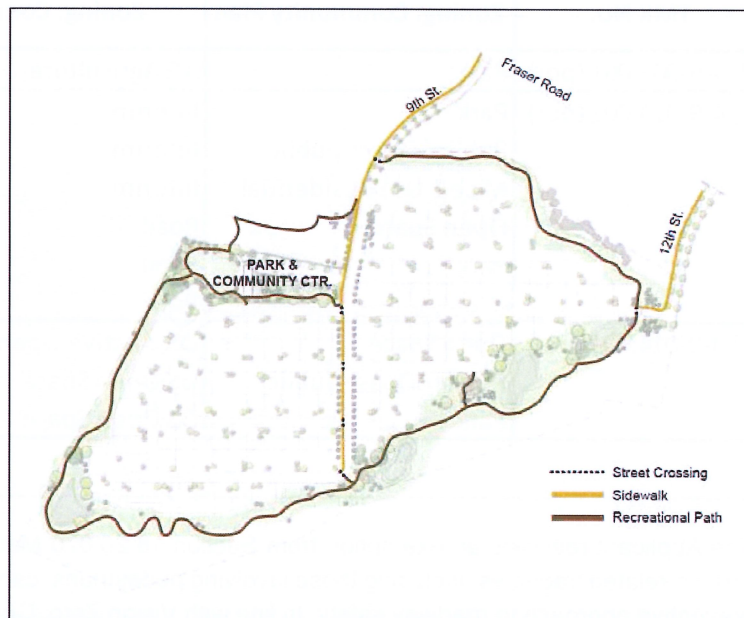 Fraser Road
9th St.
12th St.
PARK &
COMMUNITY CTR.
Street Crossing
Sidewalk
Recreational Path